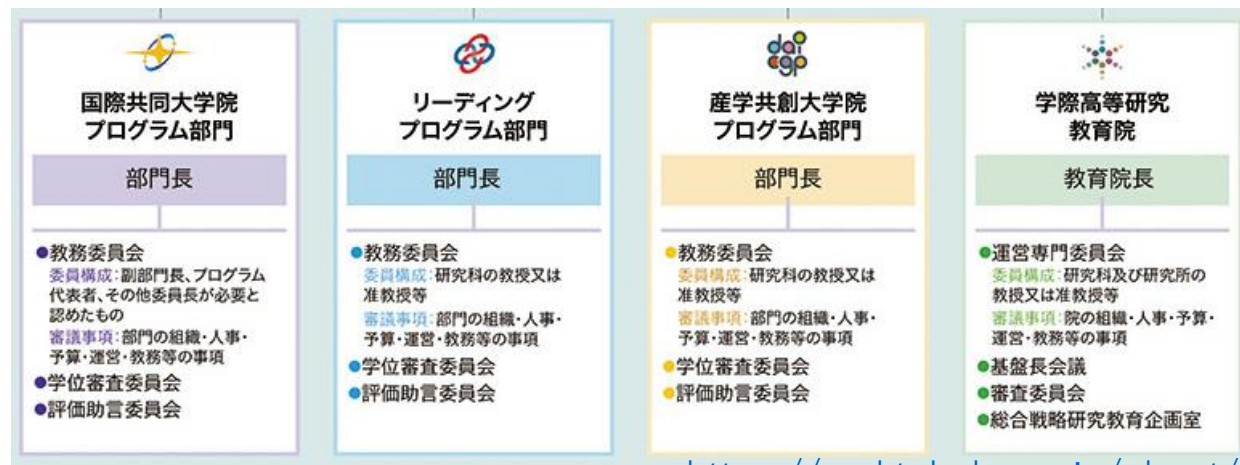 国際共同大学院
プログラム部門
部門長
●教務委員会
委員構成:副部門長、プログラム
代表者、その他委員長が必要と
認めたもの
審議事項:部門の組織・人事・
予算・運営・教務等の事項
●学位審査委員会
●評価助言委員会
リーディング
プログラム部門
部門長
●教務委員会
委員構成:研究科の教授又は
准教授等
審議事項:部門の組織・人事・
予算・運営・教務等の事項
●学位審査委員会
●評価助言委員会
dai
cgp
産学共創大学院
プログラム部門
部門長
●教務委員会
委員構成:研究科の教授又は
准教授等
審議事項:部門の組織・人事・
予算・運営・教務等の事項
●学位審査委員会
●評価助言委員会
学際高等研究
教育院
教育院長
●運営専門委員会
委員構成:研究科及び研究所の
教授又は准教授等
審議事項:院の組織・人事・予算・
運営・教務等の事項
●基盤長会議
●審査委員会
●総合戦略研究教育企画室